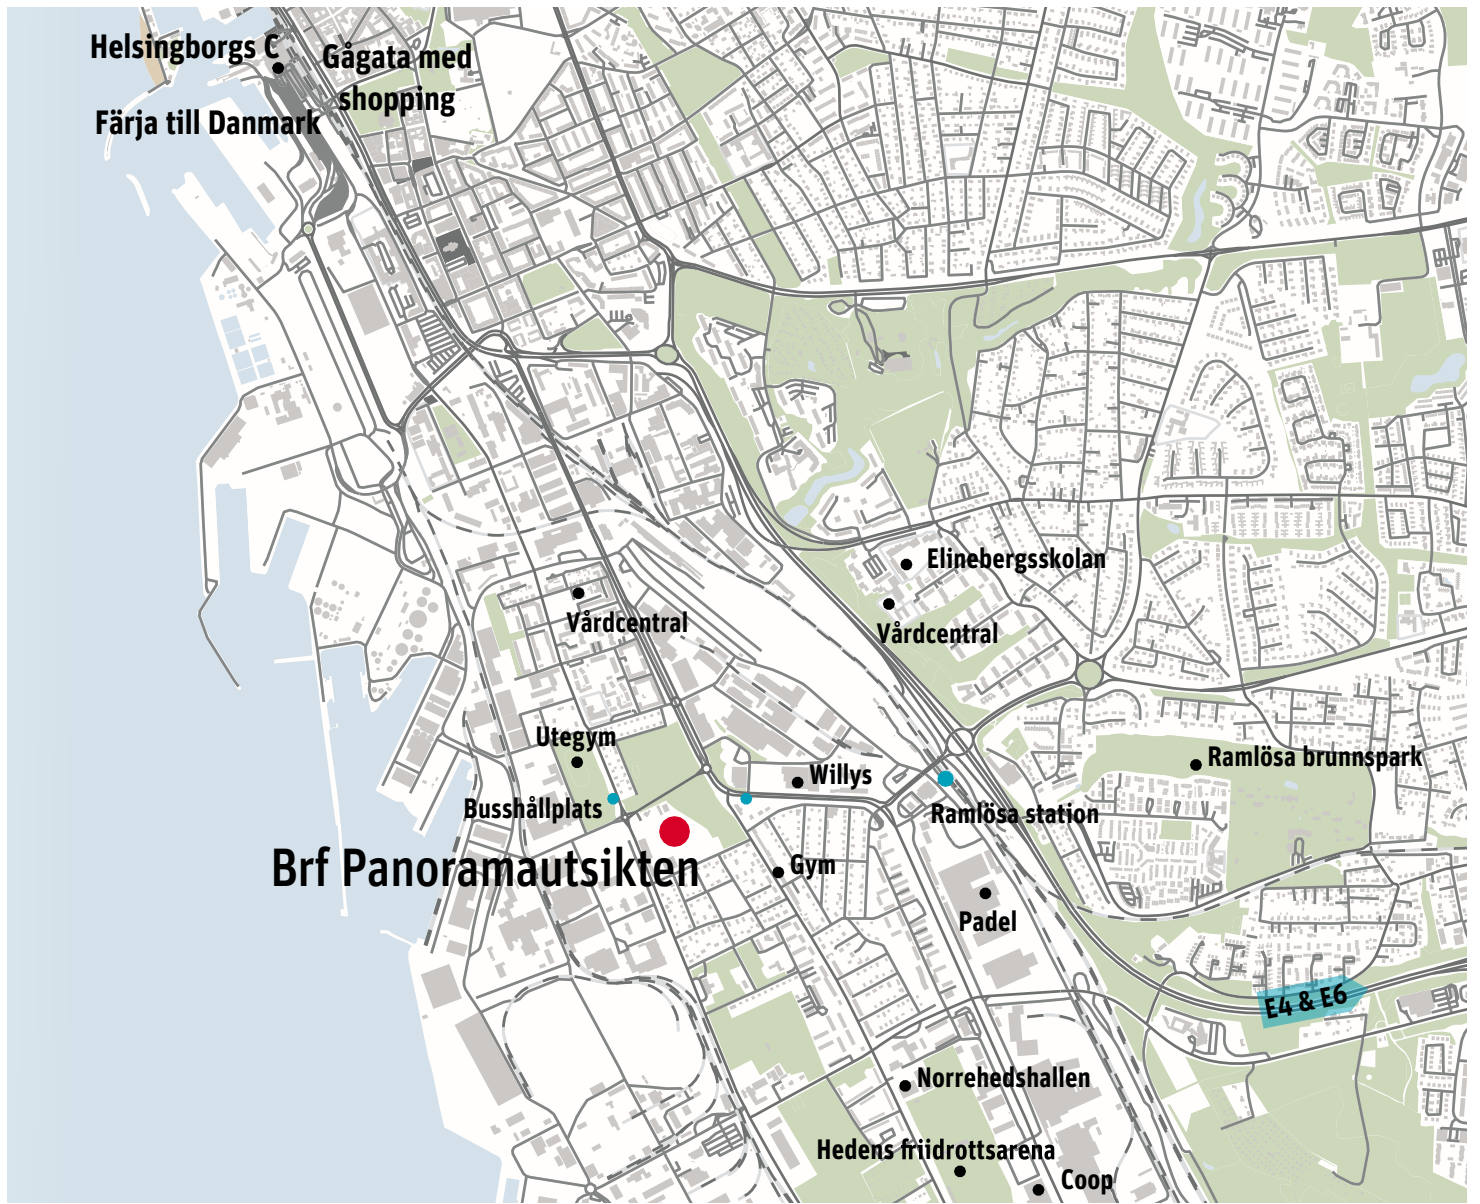 Helsingborgs C
Gågata med
shopping
Färja till Danmark
Elinebergsskolan
Vårdcentral
Vårdcentral
Utegym
Ramlösa brunnspark
Willys
Busshållplats
Ramlösa station
Brf Panoramautsikten
Gym
Padel
E4 & E6
Norrehedshallen
Hedens friidrottsarena
Coop